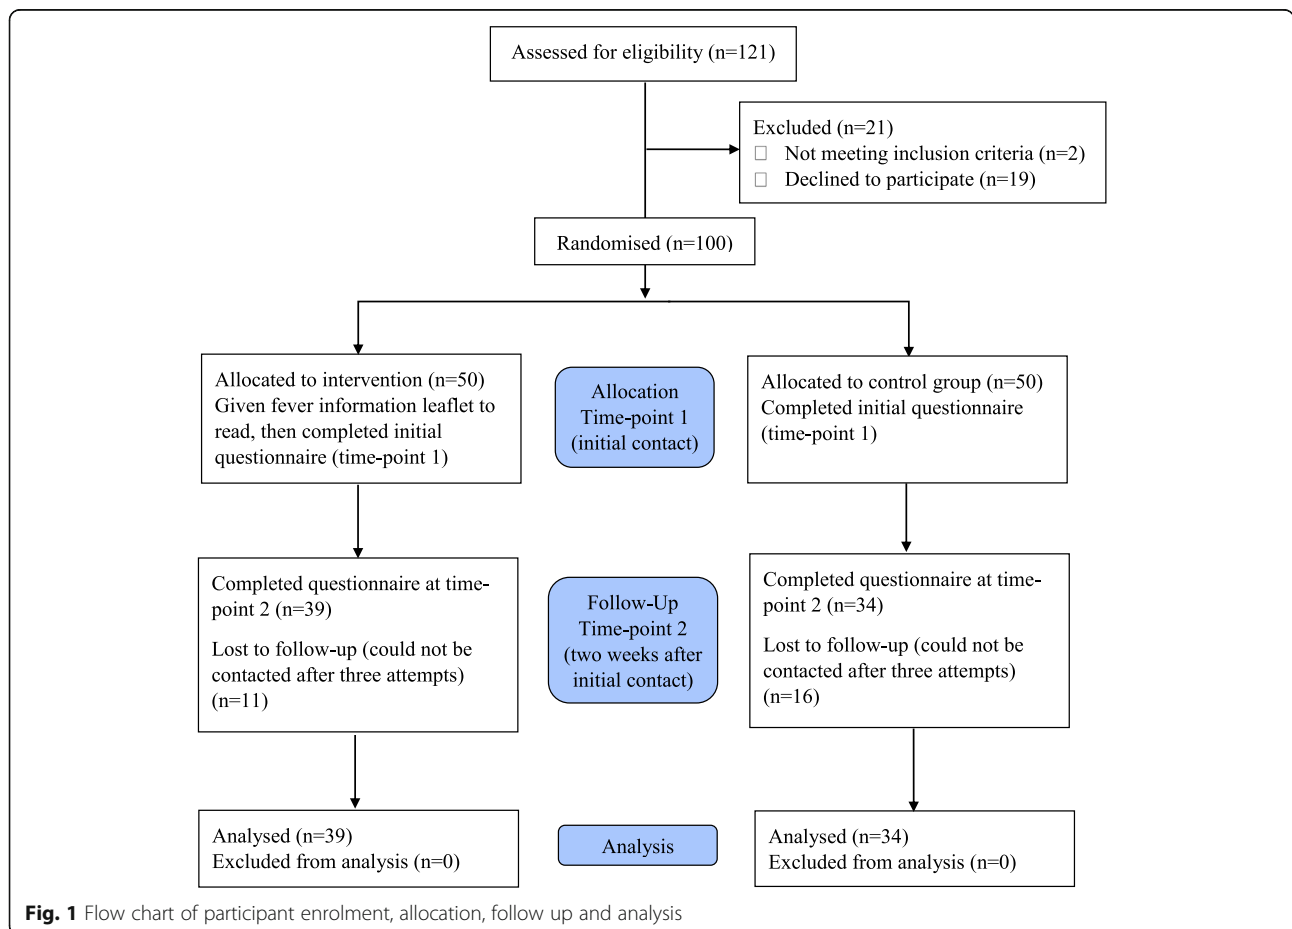 Assessed for eligibility (n=121)
Excluded (n=21)
□ Not meeting inclusion criteria (n=2)
□ Declined to participate (n=19)
Randomised (n=100)
Allocated to intervention (n=50)
Given fever information leaflet to
read, then completed initial
questionnaire (time-point 1)
Allocation
Time-point 1
(initial contact)
Allocated to control group (n=50)
Completed initial questionnaire
(time-point 1)
Completed questionnaire at time-
point 2 (n=39)
Lost to follow-up (could not be
contacted after three attempts)
(n=11)
Follow-Up
Time-point 2
(two weeks after
initial contact)
Completed questionnaire at time-
point 2 (n=34)
Lost to follow-up (could not be
contacted after three attempts)
(n=16)
Analysed (n=39)
Excluded from analysis (n=0)
Analysis
Analysed (n=34)
Excluded from analysis (n=0)
Fig. 1 Flow chart of participant enrolment, allocation, follow up and analysis